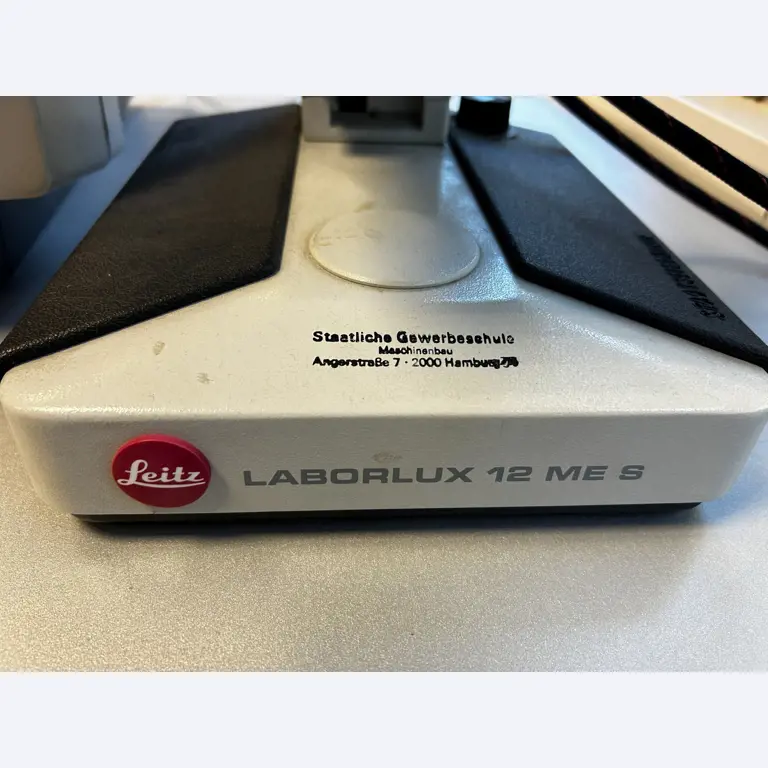 Staatliche Gewerbeschule
Maschinenbau
Angerstraße 7 · 2000 Hamburg
Leitz
LABORLUX 12 ME S